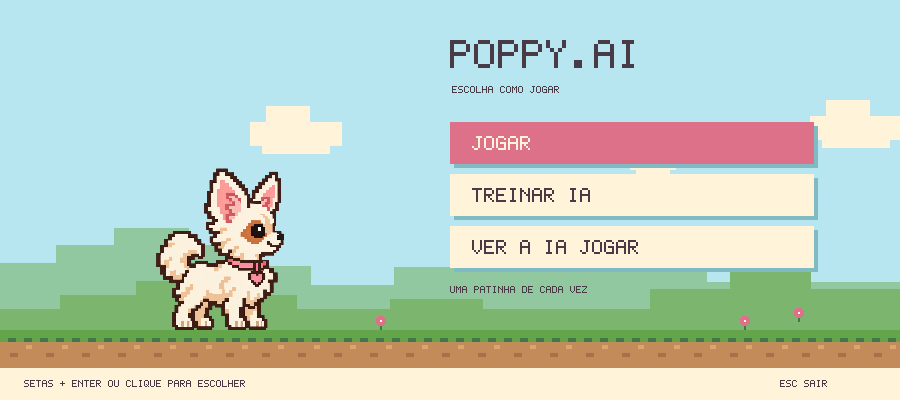 POPPY.AI
ESCOLHA COMO JOGAR
JOGAR
TREINAR IA
VER A IA JOGAR
UMA PATINHA DE CADA VEZ
SETAS + ENTER OU CLIQUE PARA ESCOLHER
ESC SAIR